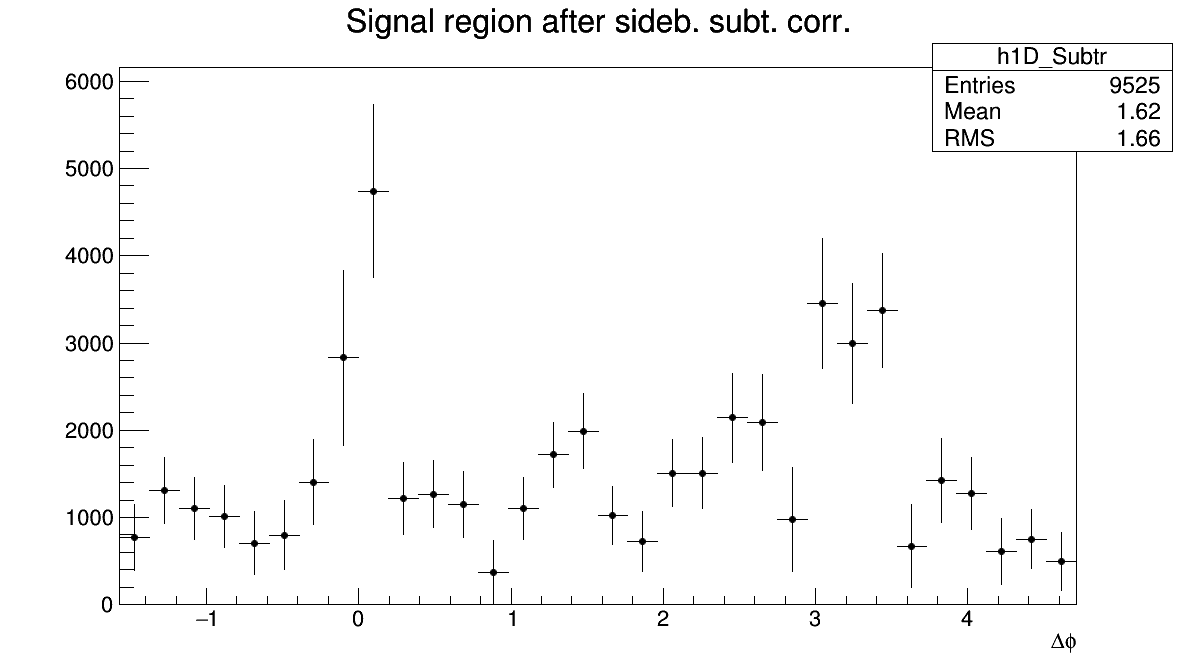 Signal region after sideb. subt. corr.
h1D_Subtr
Entries 9525
Mean 1.62
RMS 1.66
6000
5000
4000
3000
2000
1000
0
−1 0 1 2 3 4
Δϕ